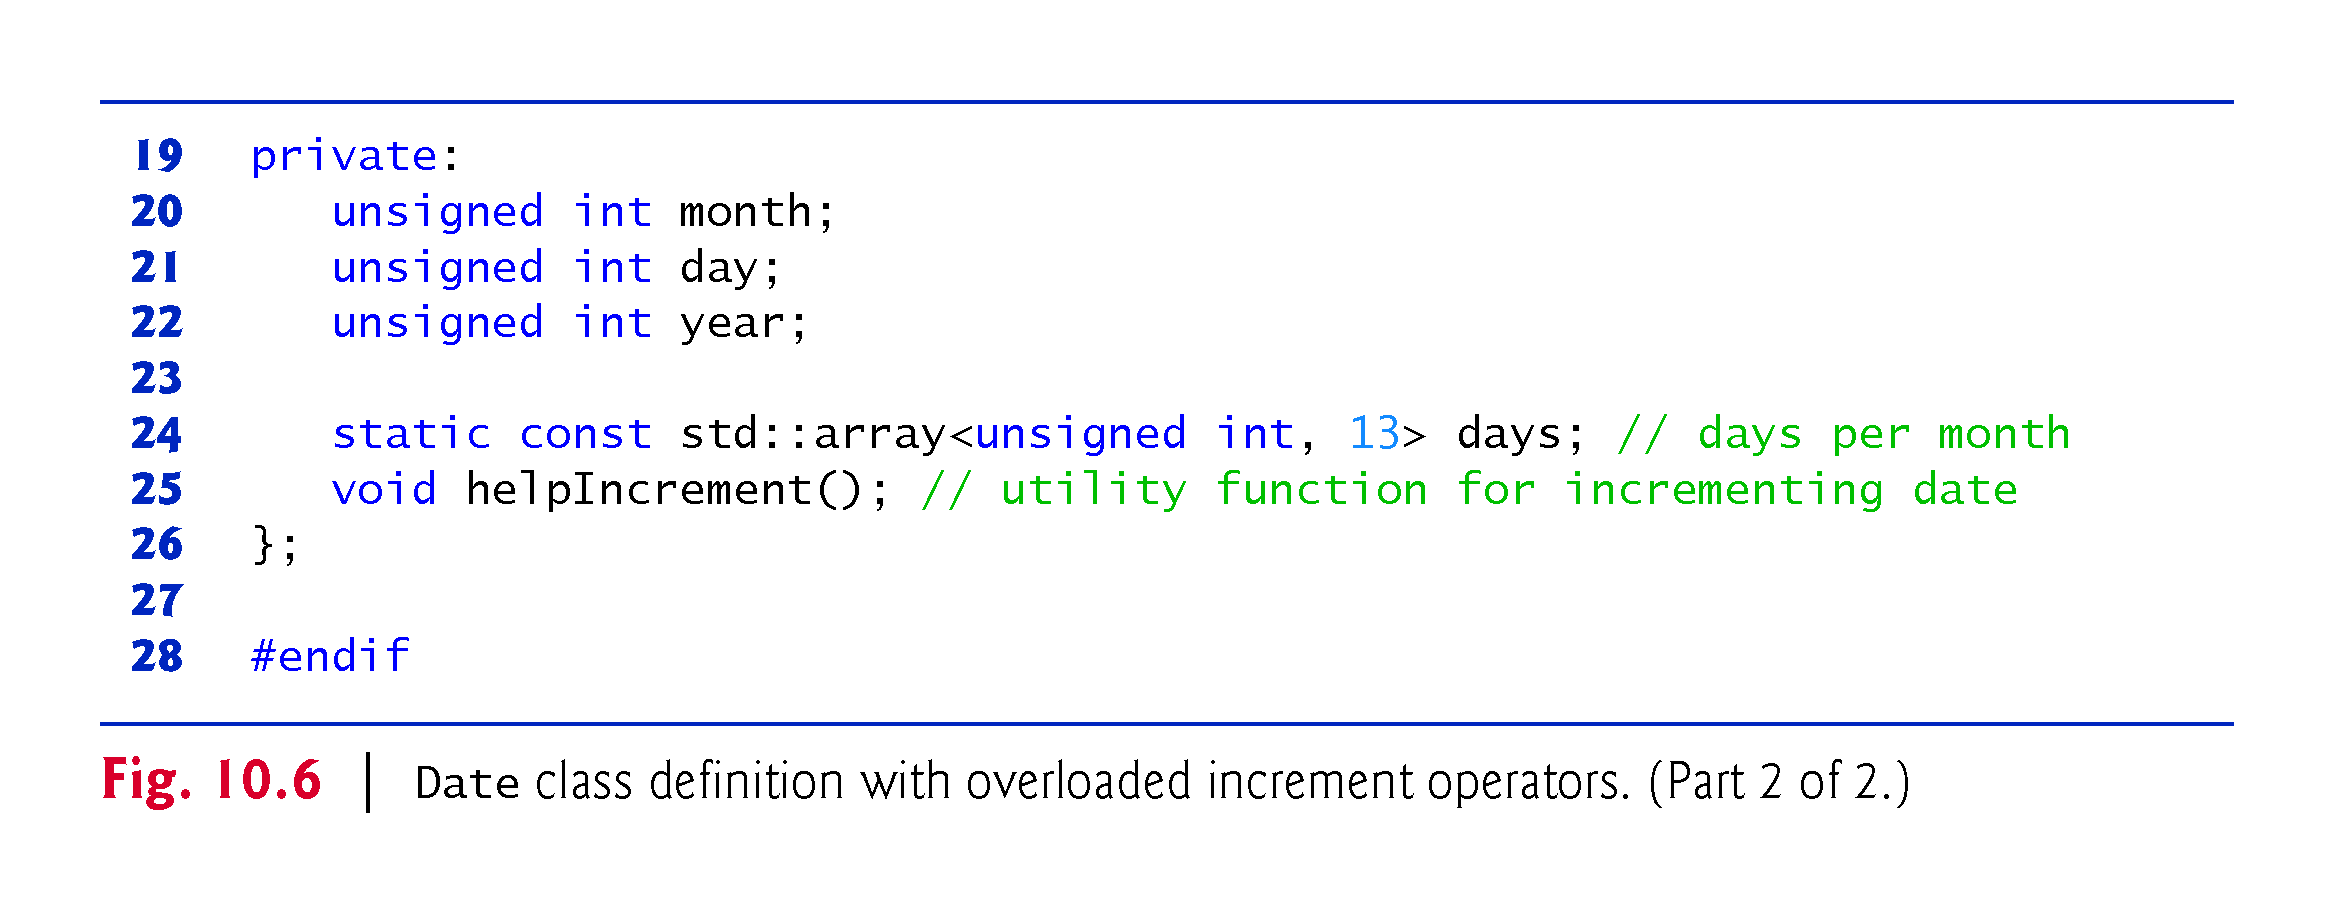 19 private:
20 unsigned int month;
21 unsigned int day;
22 unsigned int year;
23
24 static const std::array<unsigned int, 13> days; // days per month
25 void helpIncrement(); // utility function for incrementing date
26 };
27
28 #endif
Fig. 10.6 | Date class definition with overloaded increment operators. (Part 2 of 2.)